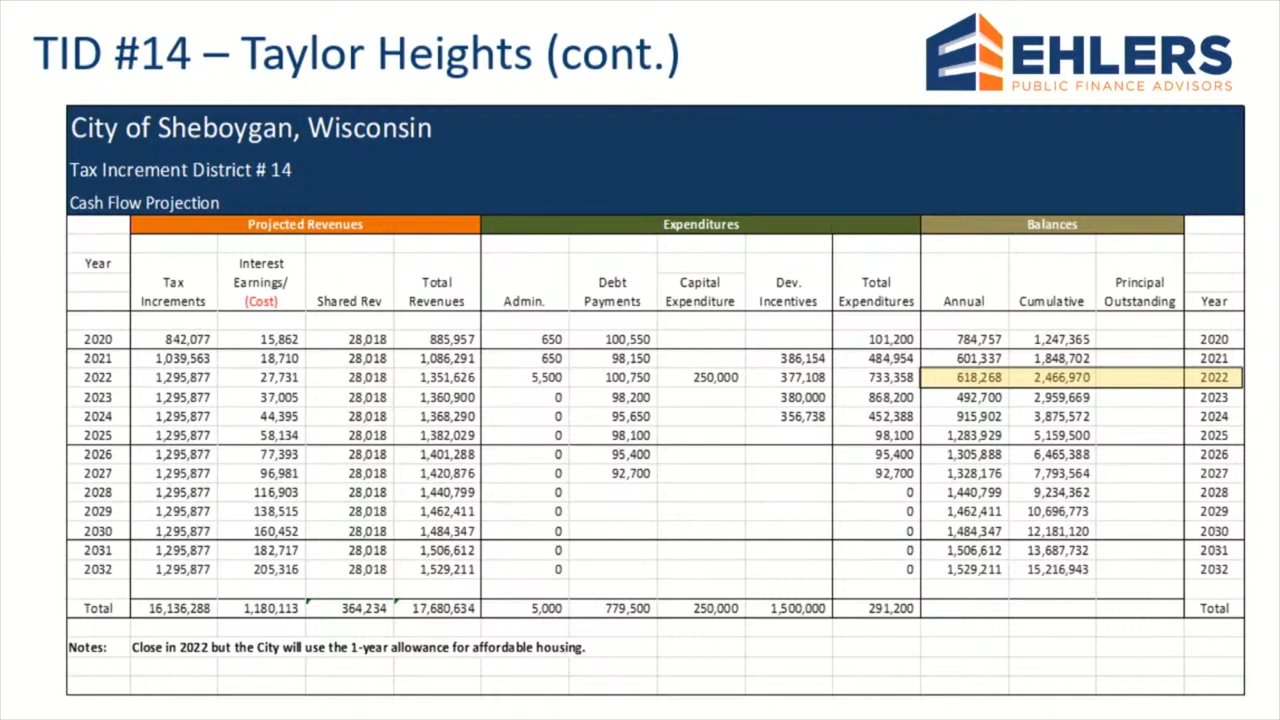 TID #14 – Taylor Heights (cont.)
EHLERS
PUBLIC FINANCE ADVISORS
City of Sheboygan, Wisconsin
Tax Increment District # 14
Cash Flow Projection
Projected Revenues Expenditures Balances
Year Tax Increments Interest Earnings/ (Cost) Shared Rev Total Revenues Admin. Debt Payments Capital Expenditure Dev. Incentives Total Expenditures Annual Cumulative Principal Outstanding Year
2020 842,077 15,862 28,018 885,957 650 100,550 101,200 784,757 1,247,365 2020
2021 1,039,563 18,710 28,018 1,086,291 650 98,150 386,154 484,954 601,337 1,848,702 2021
2022 1,295,877 27,731 28,018 1,351,626 5,500 100,750 250,000 377,108 733,358 618,268 2,466,970 2022
2023 1,295,877 37,005 28,018 1,360,900 0 98,200 380,000 868,200 492,700 2,959,669 2023
2024 1,295,877 44,395 28,018 1,368,290 0 95,650 356,738 452,388 915,902 3,875,572 2024
2025 1,295,877 58,134 28,018 1,382,029 0 98,100 98,100 1,283,929 5,159,500 2025
2026 1,295,877 77,393 28,018 1,401,288 0 95,400 95,400 1,305,888 6,465,388 2026
2027 1,295,877 96,981 28,018 1,420,876 0 92,700 92,700 1,328,176 7,793,564 2027
2028 1,295,877 116,903 28,018 1,440,799 0 0 1,440,799 9,234,362 2028
2029 1,295,877 138,515 28,018 1,462,411 0 0 1,462,411 10,696,773 2029
2030 1,295,877 160,452 28,018 1,484,347 0 0 1,484,347 12,181,120 2030
2031 1,295,877 182,717 28,018 1,506,612 0 0 1,506,612 13,687,732 2031
2032 1,295,877 205,316 28,018 1,529,211 0 0 1,529,211 15,216,943 2032
Total 16,136,288 1,180,113 364,234 17,680,634 5,000 779,500 250,000 1,500,000 291,200 Total
Notes: Close in 2022 but the City will use the 1-year allowance for affordable housing.